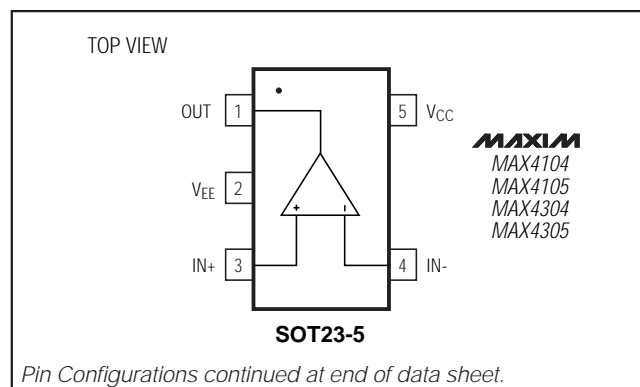 TOP VIEW
OUT 1
5 VCC
VEE 2
IN+ 3
4 IN-
+ -
MAXIM
MAX4104
MAX4105
MAX4304
MAX4305
SOT23-5
Pin Configurations continued at end of data sheet.